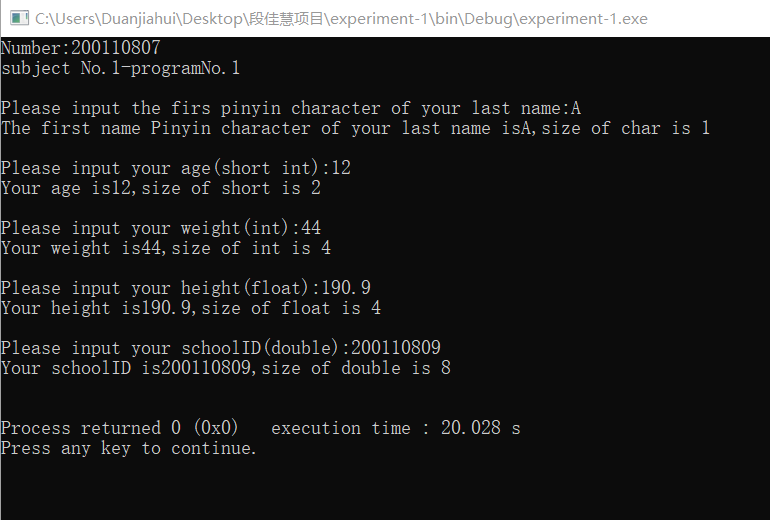 C:\Users\Duanjiahui\Desktop\段佳慧项目\experiment-1\bin\Debug\experiment-1.exe
Number:200110807
subject No.1-programNo.1
Please input the firs pinyin character of your last name:A
The first name Pinyin character of your last name isA,size of char is 1
Please input your age(short int):12
Your age is12,size of short is 2
Please input your weight(int):44
Your weight is44,size of int is 4
Please input your height(float):190.9
Your height is190.9,size of float is 4
Please input your schoolID(double):200110809
Your schoolID is200110809,size of double is 8
Process returned 0 (0x0)   execution time : 20.028 s
Press any key to continue.